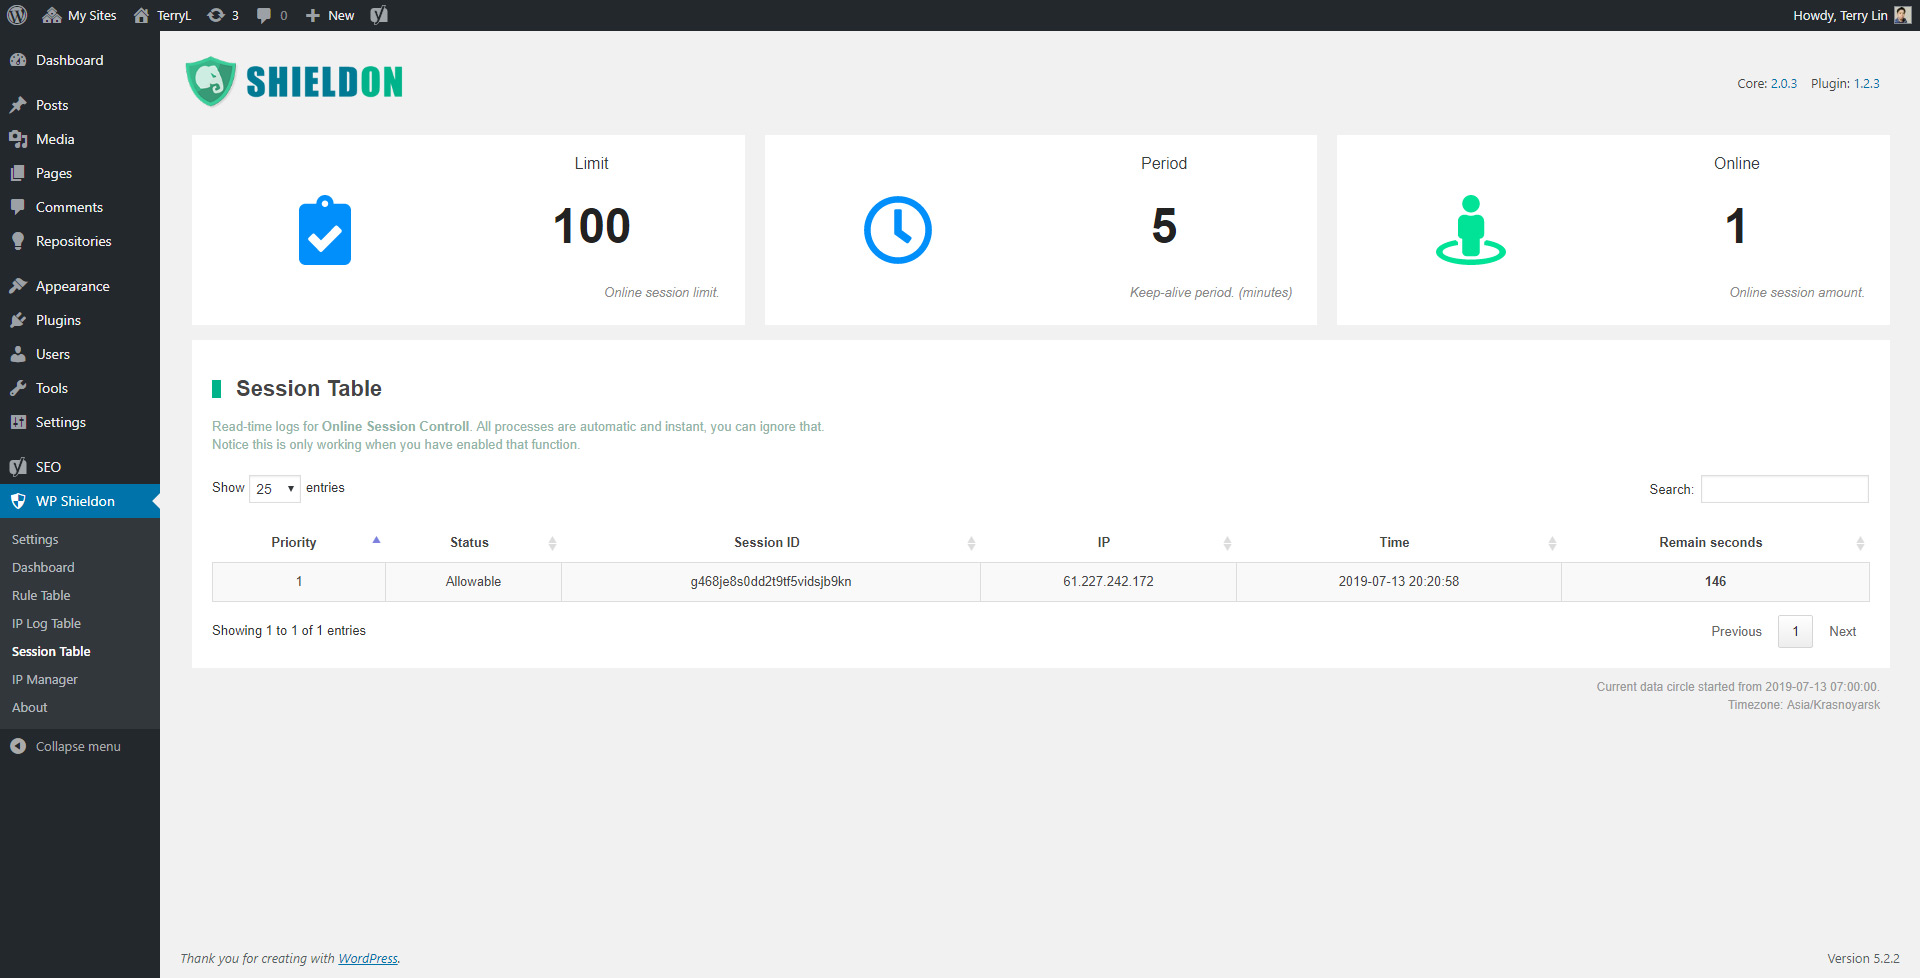 My Sites TerryL 3 0 New Howdy, Terry Lin
Dashboard
Posts
Media
Pages
Comments
Repositories
Appearance
Plugins
Users
Tools
Settings
SEO
WP Shieldon
Settings
Dashboard
Rule Table
IP Log Table
Session Table
IP Manager
About
Collapse menu
SHIELDON
Core: 2.0.3 Plugin: 1.2.3
Limit
100
Online session limit.
Period
5
Keep-alive period. (minutes)
Online
1
Online session amount.
Session Table
Read-time logs for Online Session Controll. All processes are automatic and instant, you can ignore that.
Notice this is only working when you have enabled that function.
Show 25 entries Search:
Priority Status Session ID IP Time Remain seconds
1 Allowable g468je8s0dd2t9tf5vidsjb9kn 61.227.242.172 2019-07-13 20:20:58 146
Showing 1 to 1 of 1 entries Previous 1 Next
Current data circle started from 2019-07-13 07:00:00.
Timezone: Asia/Krasnoyarsk
Thank you for creating with WordPress. Version 5.2.2